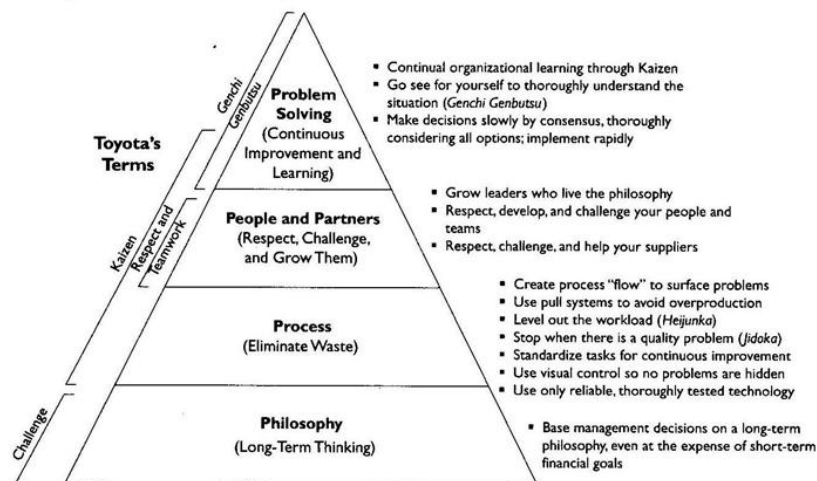 Toyota's
Terms
Genchi
Genbutsu
Kaizen
Respect and
Teamwork
Challenge
Problem
Solving
(Continuous
Improvement and
Learning)
▪ Continual organizational learning through Kaizen
▪ Go see for yourself to thoroughly understand the
situation (Genchi Genbutsu)
▪ Make decisions slowly by consensus, thoroughly
considering all options; implement rapidly
People and Partners
(Respect, Challenge,
and Grow Them)
▪ Grow leaders who live the philosophy
▪ Respect, develop, and challenge your people and
teams
▪ Respect, challenge, and help your suppliers
Process
(Eliminate Waste)
▪ Create process "flow" to surface problems
▪ Use pull systems to avoid overproduction
▪ Level out the workload (Heijunka)
▪ Stop when there is a quality problem (Jidoka)
▪ Standardize tasks for continuous improvement
▪ Use visual control so no problems are hidden
▪ Use only reliable, thoroughly tested technology
Philosophy
(Long-Term Thinking)
▪ Base management decisions on a long-term
philosophy, even at the expense of short-term
financial goals